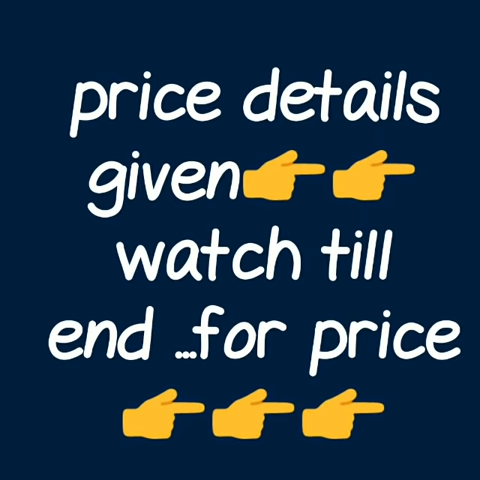 price details
given👉👉
watch till
end ...for price
👉👉👉